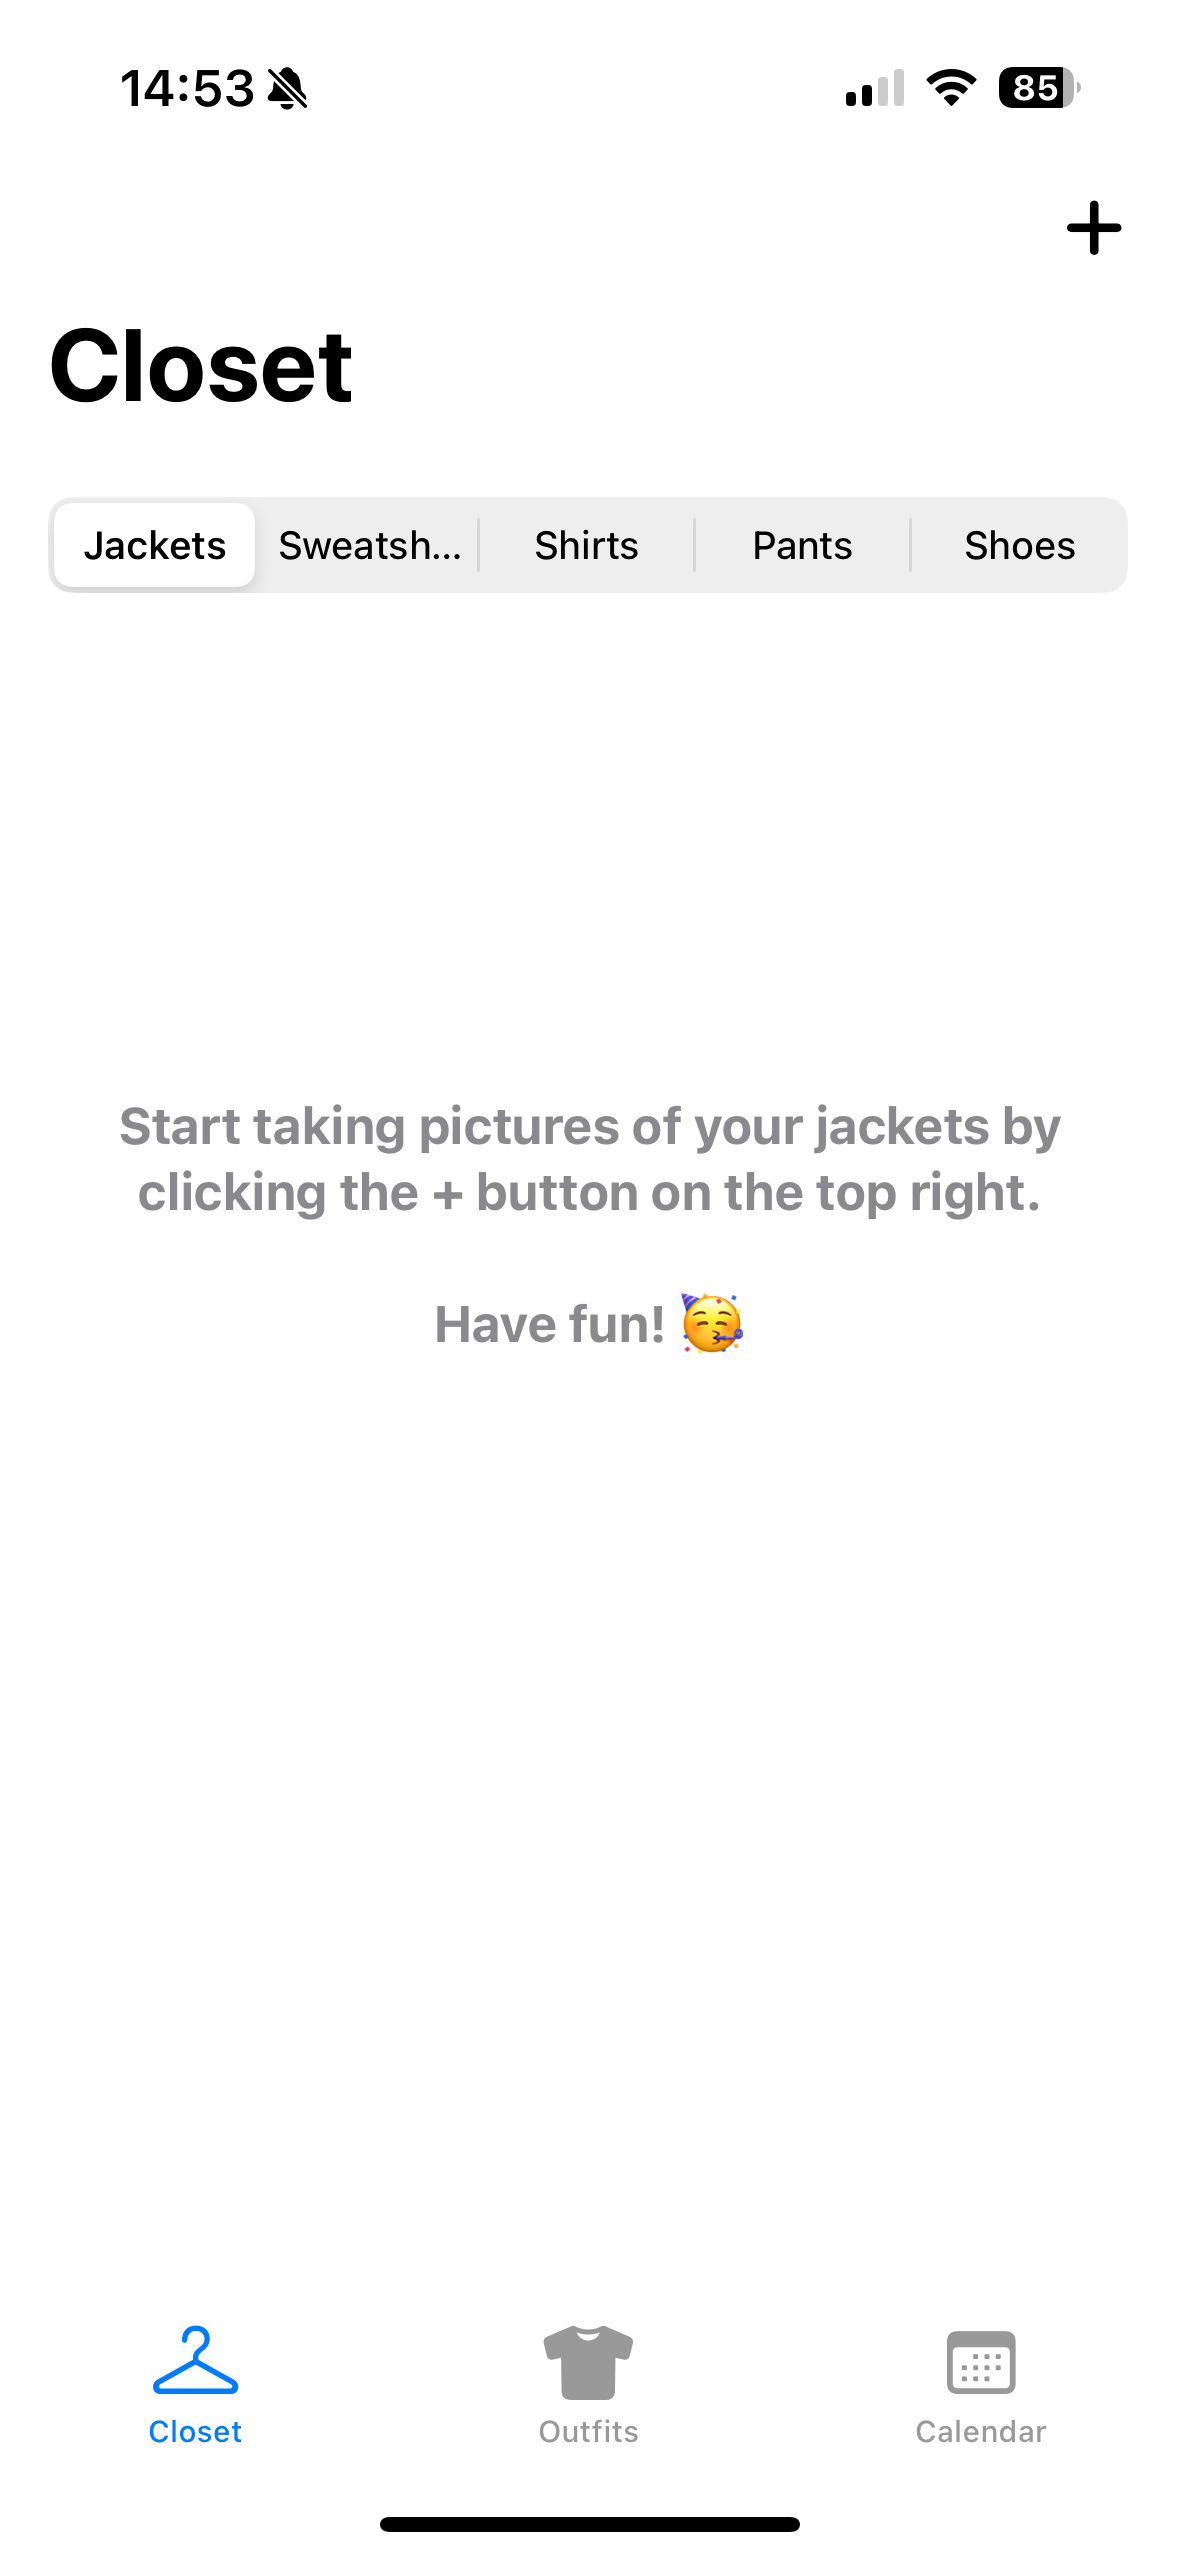 14:53
85
Closet
Jackets
Sweatsh...
Shirts
Pants
Shoes
Start taking pictures of your jackets by
clicking the + button on the top right.
Have fun! 🥳
Closet
Outfits
Calendar